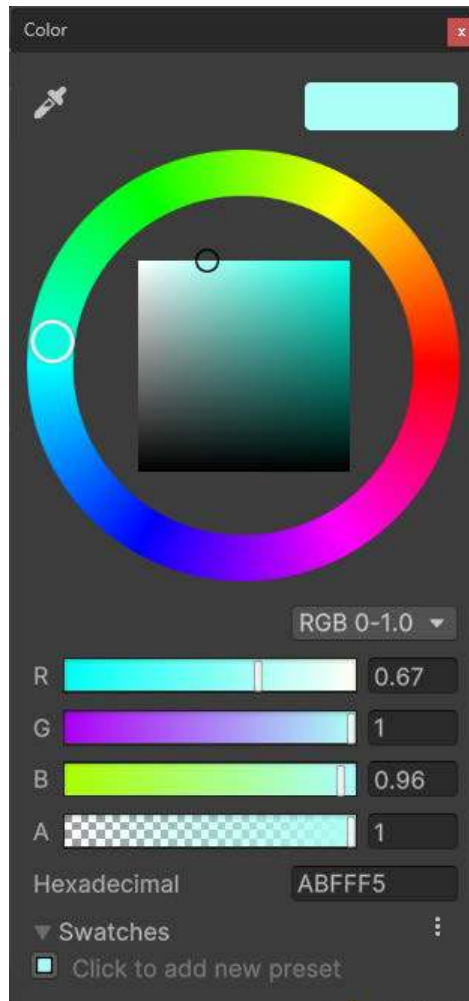 Color
x
RGB 0-1.0
R 0.67
G 1
B 0.96
A 1
Hexadecimal ABFFF5
Swatches
Click to add new preset